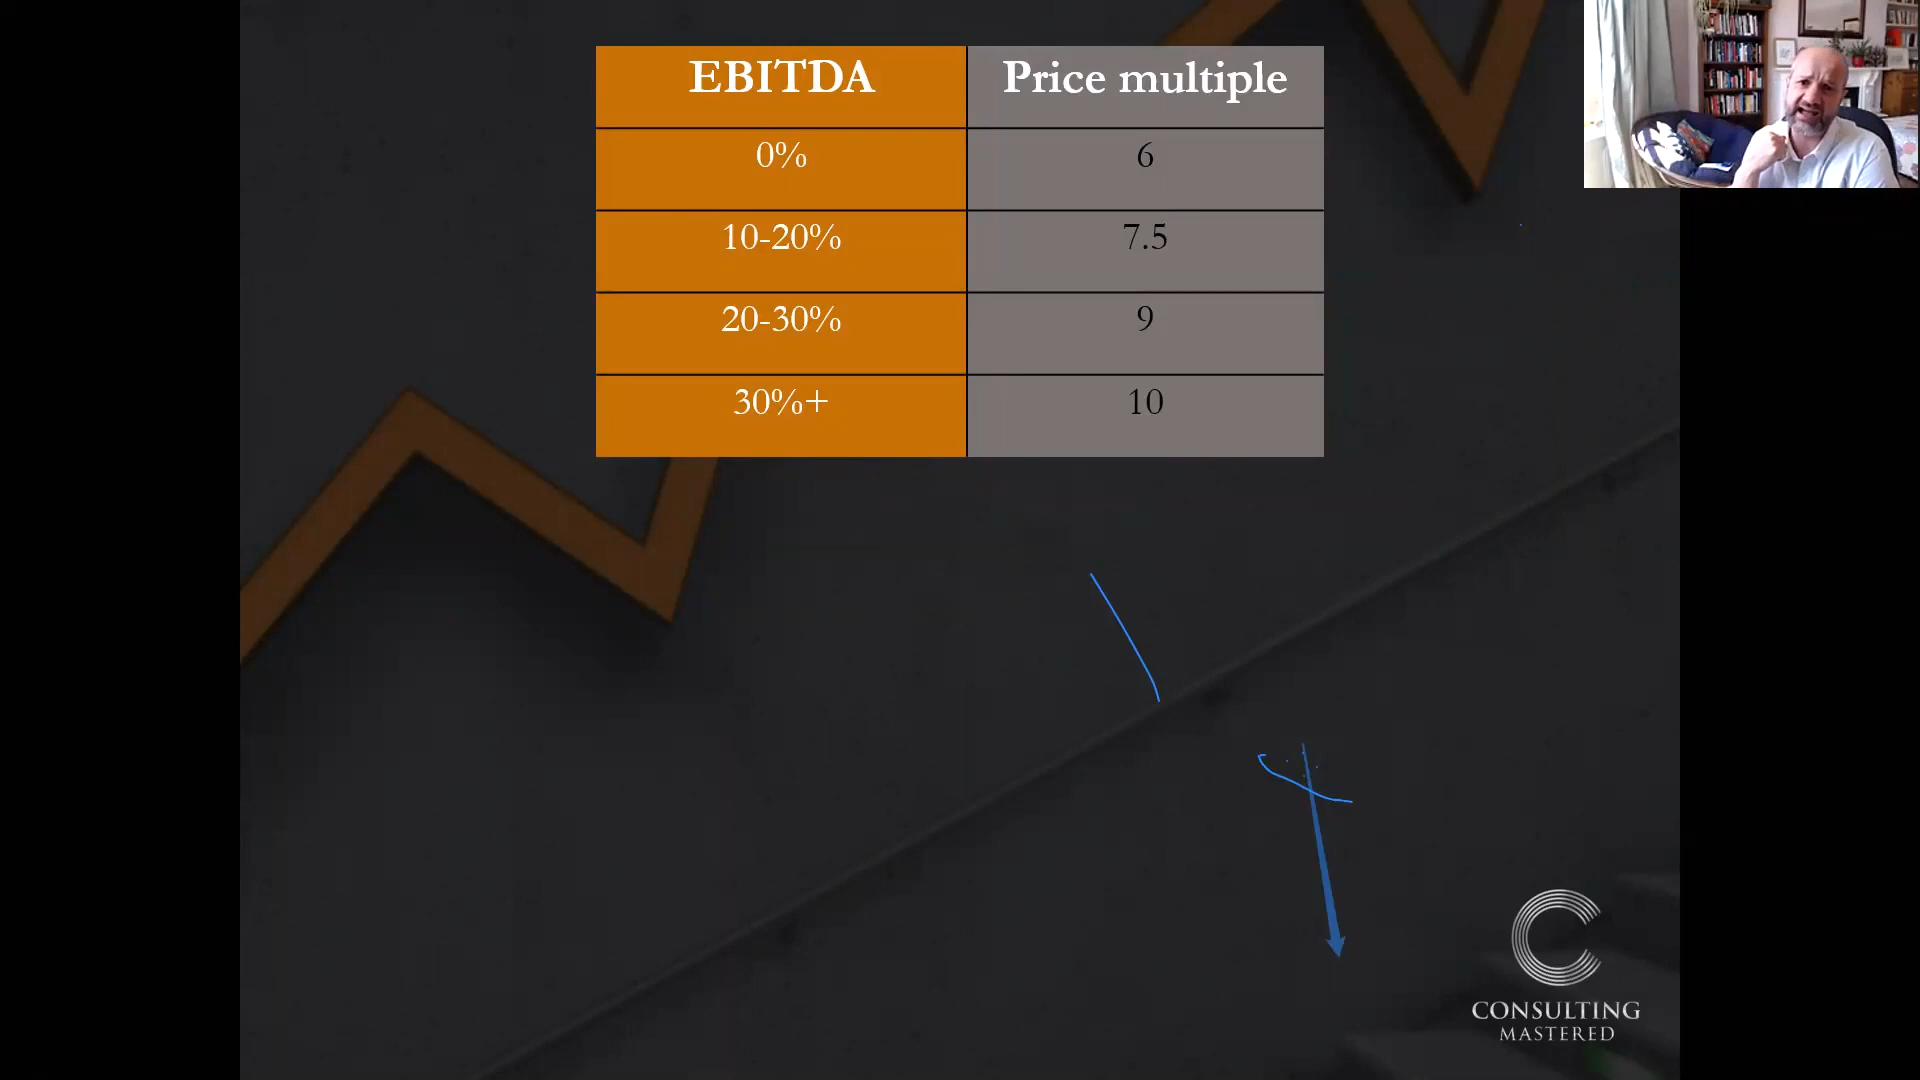 EBITDA Price multiple
0% 6
10-20% 7.5
20-30% 9
30%+ 10
CONSULTING
MASTERED